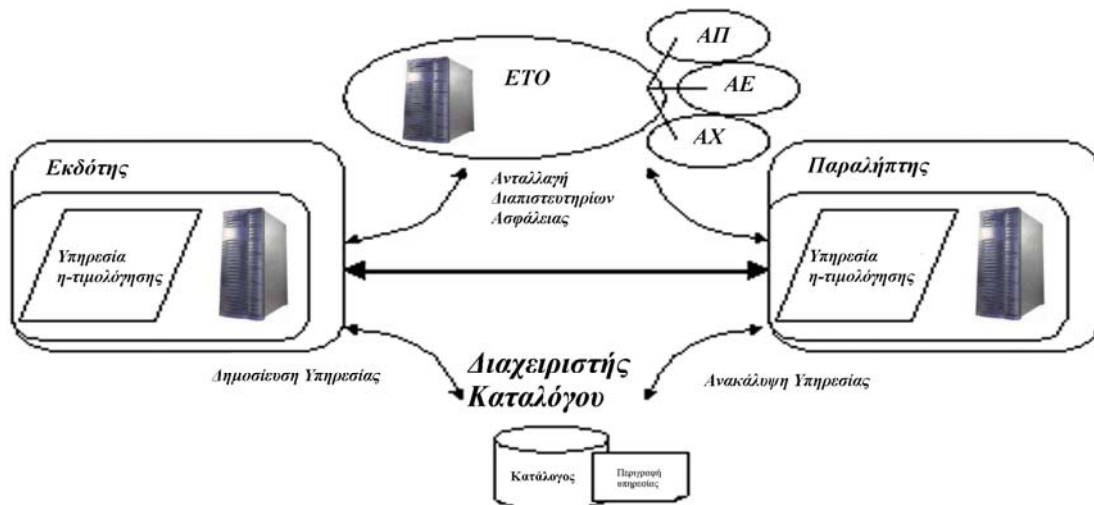 ΑΠ
ΕΤΟ
ΑΕ
ΑΧ
Εκδότης
Ανταλλαγή
Διαπιστευτηρίων
Ασφάλειας
Παραλήπτης
Υπηρεσία
η-τιμολόγησης
Υπηρεσία
η-τιμολόγησης
Δημοσίευση Υπηρεσίας
Διαχειριστής
Καταλόγου
Ανακάλυψη Υπηρεσίας
Κατάλογος
Περιγραφή
υπηρεσίας